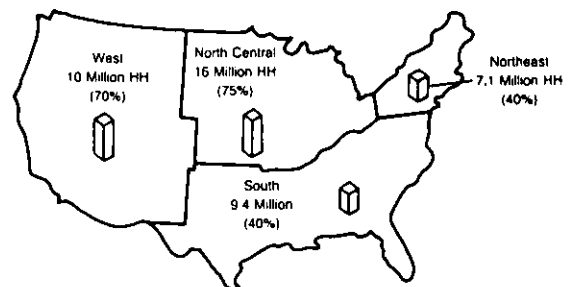 West
10 Million HH
(70%)
North Central
16 Million HH
(75%)
Northeast
7.1 Million HH
(40%)
South
9.4 Million
(40%)